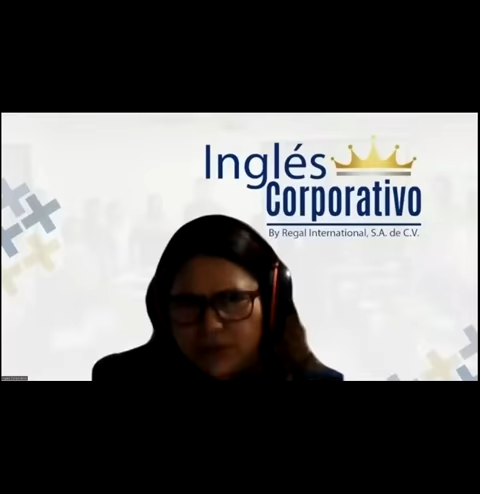 Inglés
Corporativo
By Regal International, S.A. de C.V.